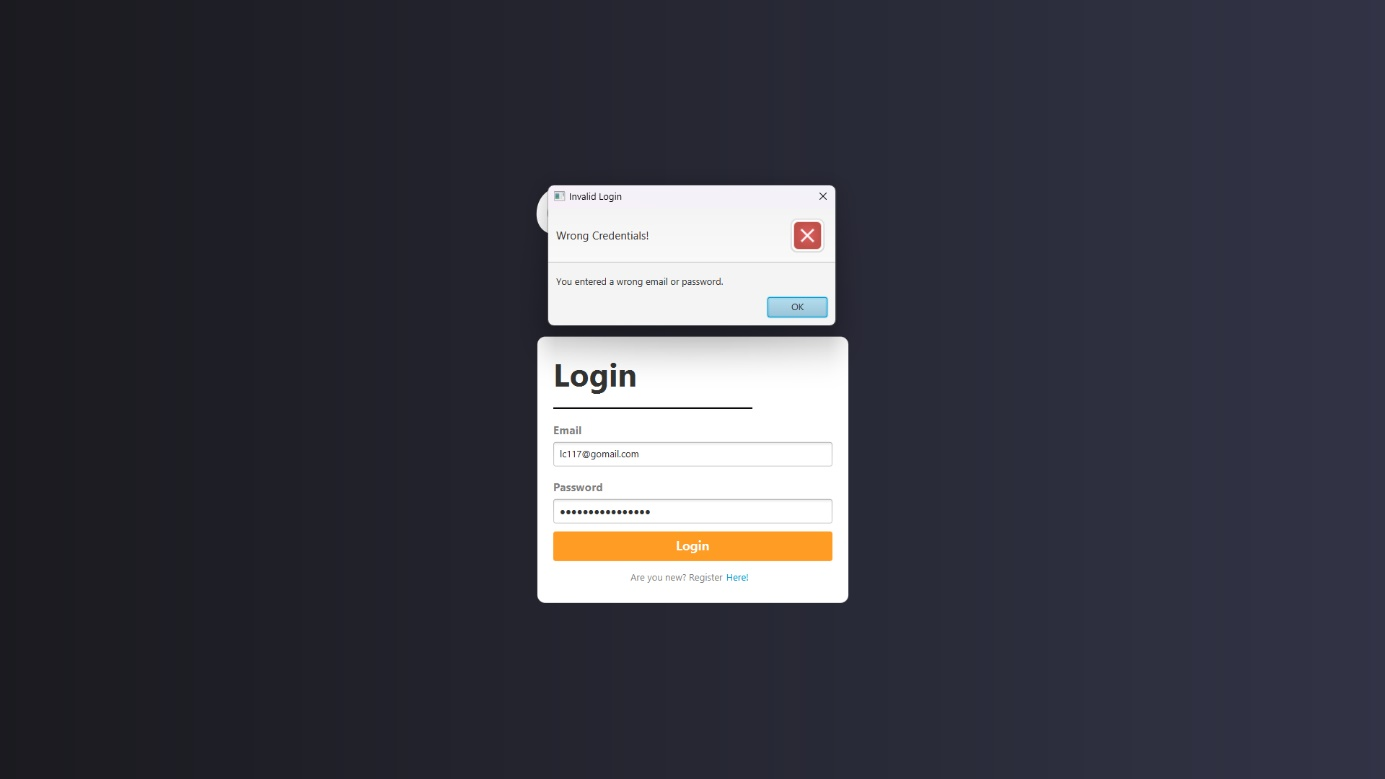 Invalid Login
Wrong Credentials!
You entered a wrong email or password.
OK
Login
Email
lc117@gomail.com
Password
Login
Are you new? Register Here!